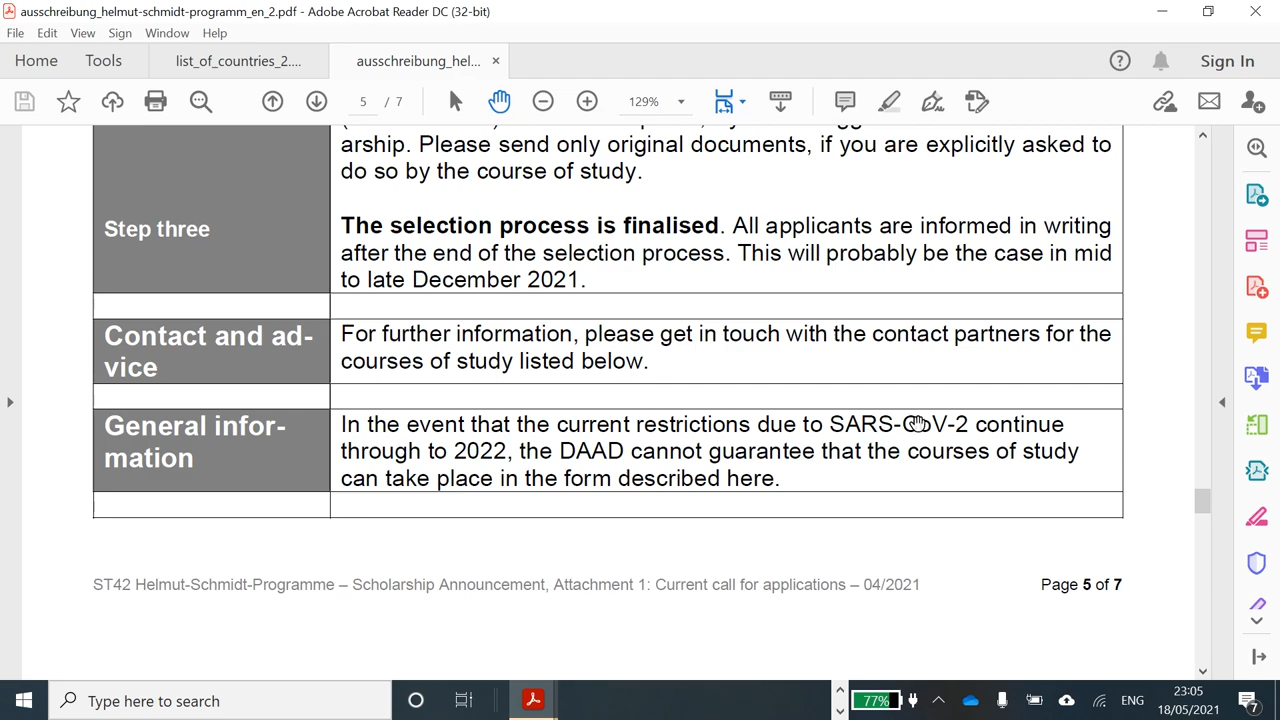 ausschreibung_helmut-schmidt-programm_en_2.pdf - Adobe Acrobat Reader DC (32-bit)
File Edit View Sign Window Help
Home Tools list_of_countries_2.... ausschreibung_hel... × Sign In
5 / 7 129%
arship. Please send only original documents, if you are explicitly asked to
do so by the course of study.
Step three
The selection process is finalised. All applicants are informed in writing
after the end of the selection process. This will probably be the case in mid
to late December 2021.
Contact and ad-
vice
For further information, please get in touch with the contact partners for the
courses of study listed below.
General infor-
mation
In the event that the current restrictions due to SARS-CoV-2 continue
through to 2022, the DAAD cannot guarantee that the courses of study
can take place in the form described here.
ST42 Helmut-Schmidt-Programme – Scholarship Announcement, Attachment 1: Current call for applications – 04/2021 Page 5 of 7
Type here to search 77% ENG 23:05
18/05/2021 7